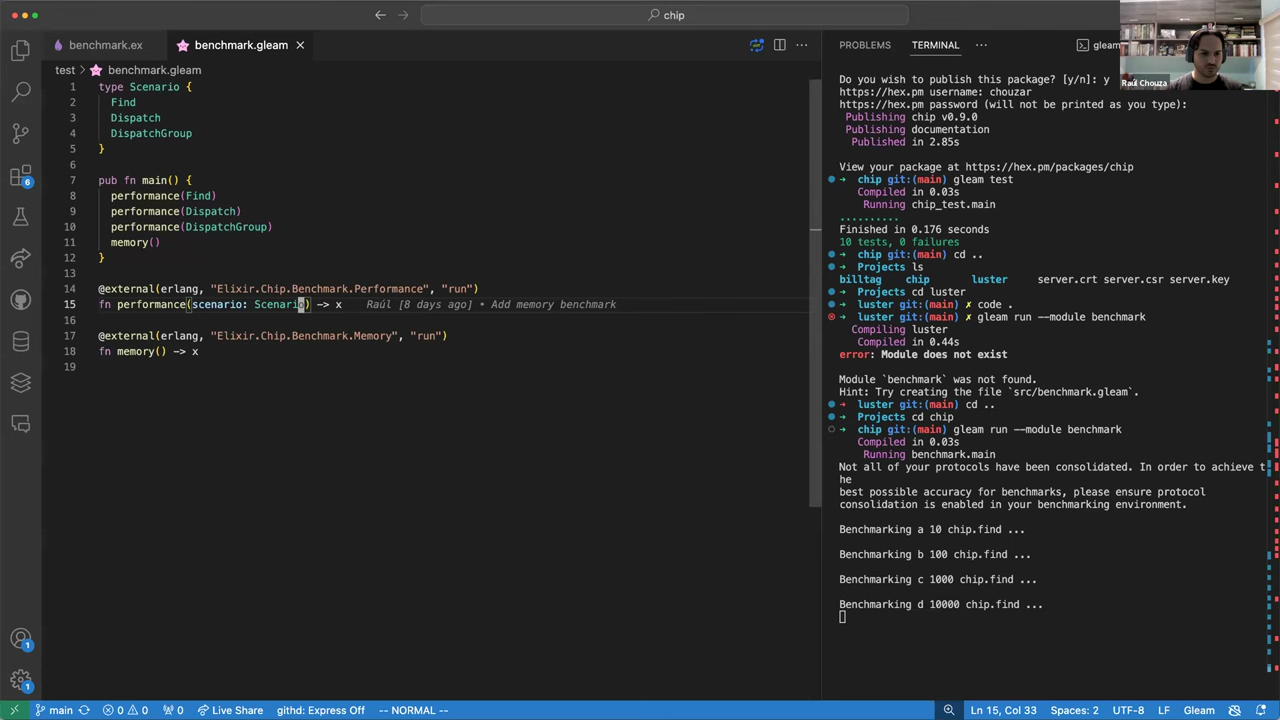 chip
benchmark.ex
benchmark.gleam
test > benchmark.gleam
1 type Scenario {
2 Find
3 Dispatch
4 DispatchGroup
5 }
6
7 pub fn main() {
8 performance(Find)
9 performance(Dispatch)
10 performance(DispatchGroup)
11 memory()
12 }
13
14 @external(erlang, "Elixir.Chip.Benchmark.Performance", "run")
15 fn performance(scenario: Scenario) -> x Raúl [8 days ago] • Add memory benchmark
16
17 @external(erlang, "Elixir.Chip.Benchmark.Memory", "run")
18 fn memory() -> x
19
6
1
1
PROBLEMS
TERMINAL
gleam
Raúl Chouza
Do you wish to publish this package? [y/n]: y
https://hex.pm username: chouzar
https://hex.pm password (will not be printed as you type):
Publishing chip v0.9.0
Publishing documentation
Published in 2.85s
View your package at https://hex.pm/packages/chip
➜ chip git:(main) gleam test
Compiled in 0.03s
Running chip_test.main
..........
Finished in 0.176 seconds
10 tests, 0 failures
➜ chip git:(main) cd ..
➜ Projects ls
billtag chip luster server.crt server.csr server.key
➜ Projects cd luster
➜ luster git:(main) ✗ code .
➜ luster git:(main) ✗ gleam run --module benchmark
Compiling luster
Compiled in 0.44s
error: Module does not exist
Module `benchmark` was not found.
Hint: Try creating the file `src/benchmark.gleam`.
➜ luster git:(main) cd ..
➜ Projects cd chip
➜ chip git:(main) gleam run --module benchmark
Compiled in 0.03s
Running benchmark.main
Not all of your protocols have been consolidated. In order to achieve t
he
best possible accuracy for benchmarks, please ensure protocol
consolidation is enabled in your benchmarking environment.
Benchmarking a 10 chip.find ...
Benchmarking b 100 chip.find ...
Benchmarking c 1000 chip.find ...
Benchmarking d 10000 chip.find ...
main
0 0
0
Live Share
githd: Express Off
-- NORMAL --
Ln 15, Col 33
Spaces: 2
UTF-8
LF
Gleam